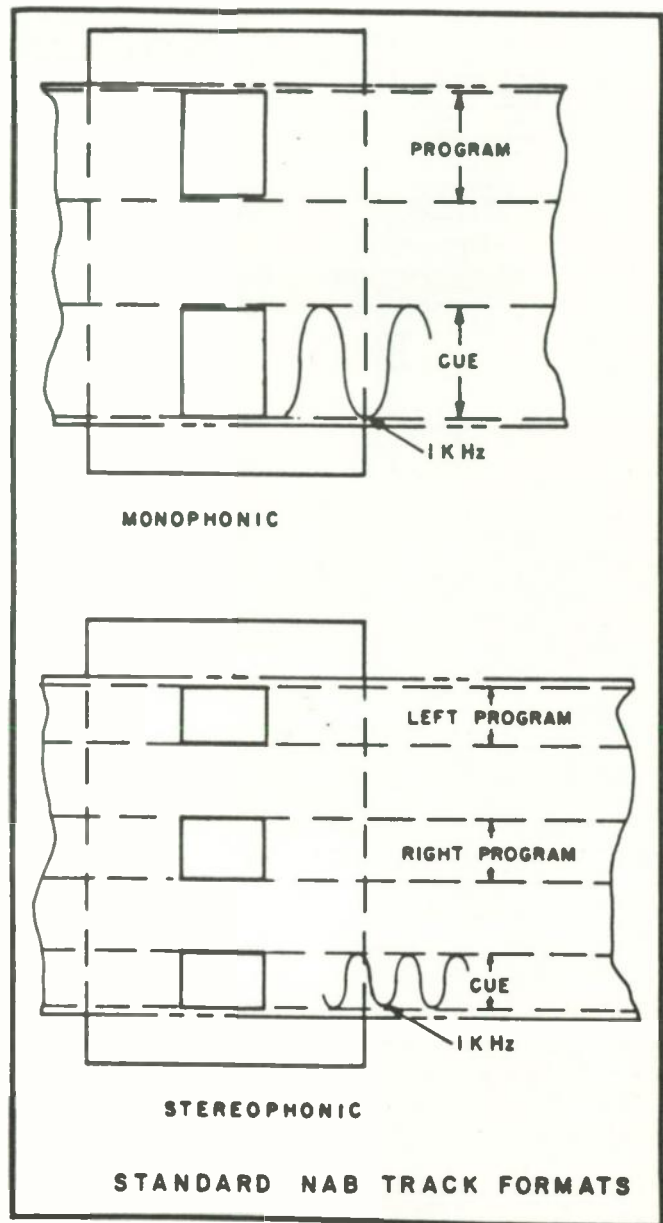 PROGRAM
CUE
1 K Hz
MONOPHONIC
LEFT PROGRAM
RIGHT PROGRAM
CUE
1 K Hz
STEREOPHONIC
STANDARD NAB TRACK FORMATS